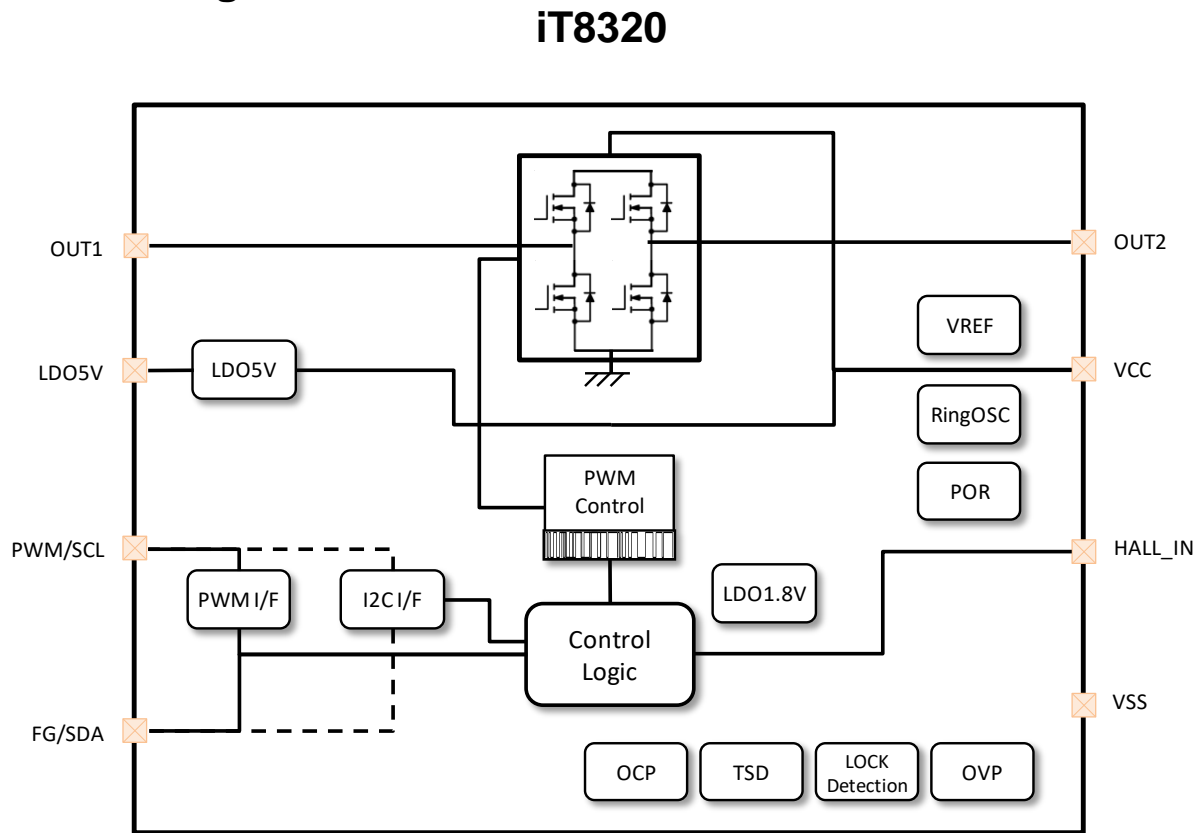 iT8320
OUT1
OUT2
VREF
LDO5V
LDO5V
VCC
RingOSC
PWM
Control
POR
PWM/SCL
HALL_IN
PWM I/F
I2C I/F
LDO1.8V
Control
Logic
FG/SDA
VSS
OCP
TSD
LOCK
Detection
OVP